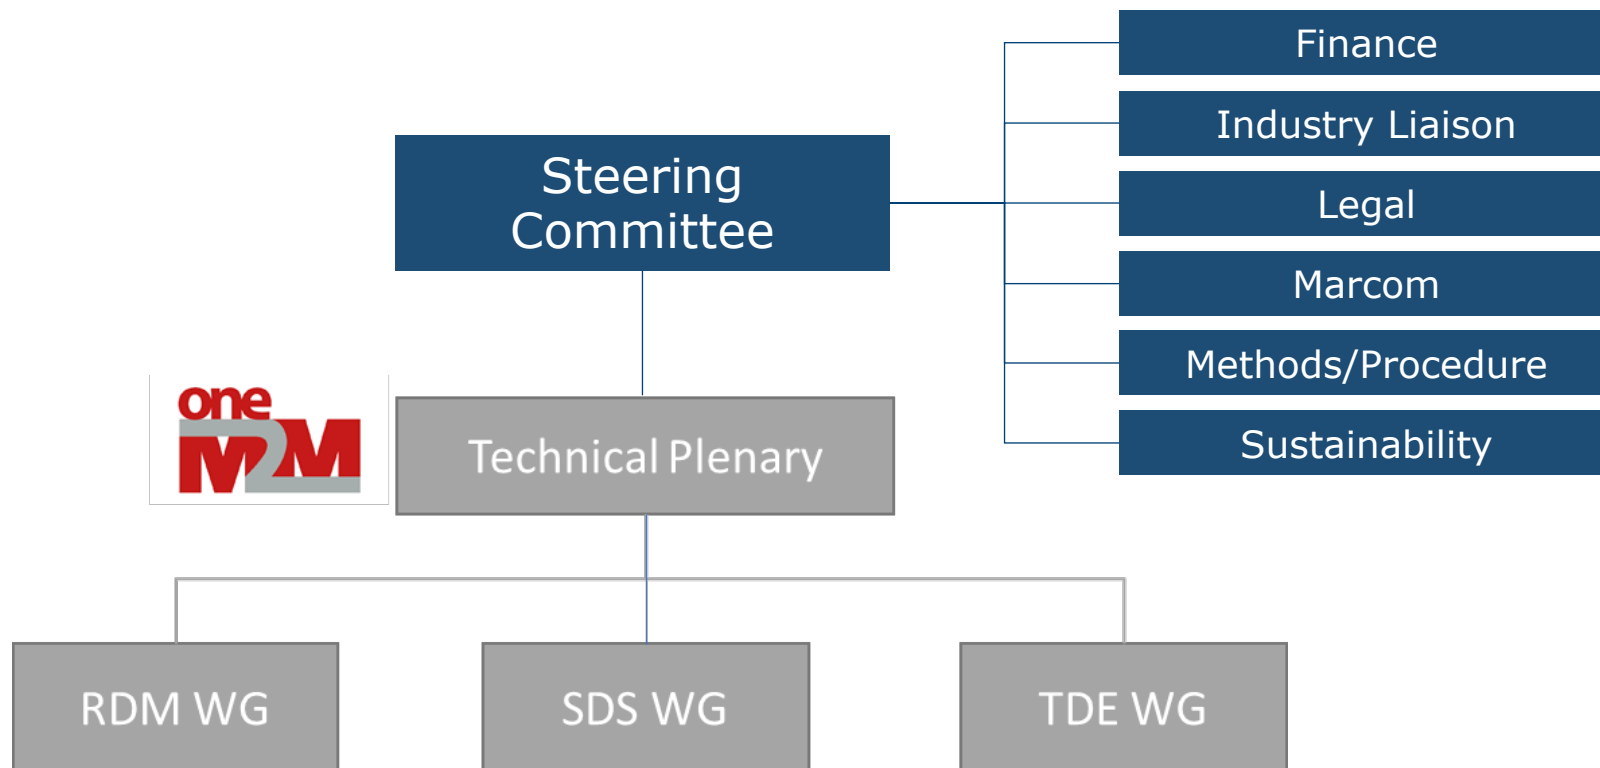 Finance
Industry Liaison
Steering
Committee
Legal
Marcom
Methods/Procedure
Sustainability
one
M2M
Technical Plenary
RDM WG
SDS WG
TDE WG